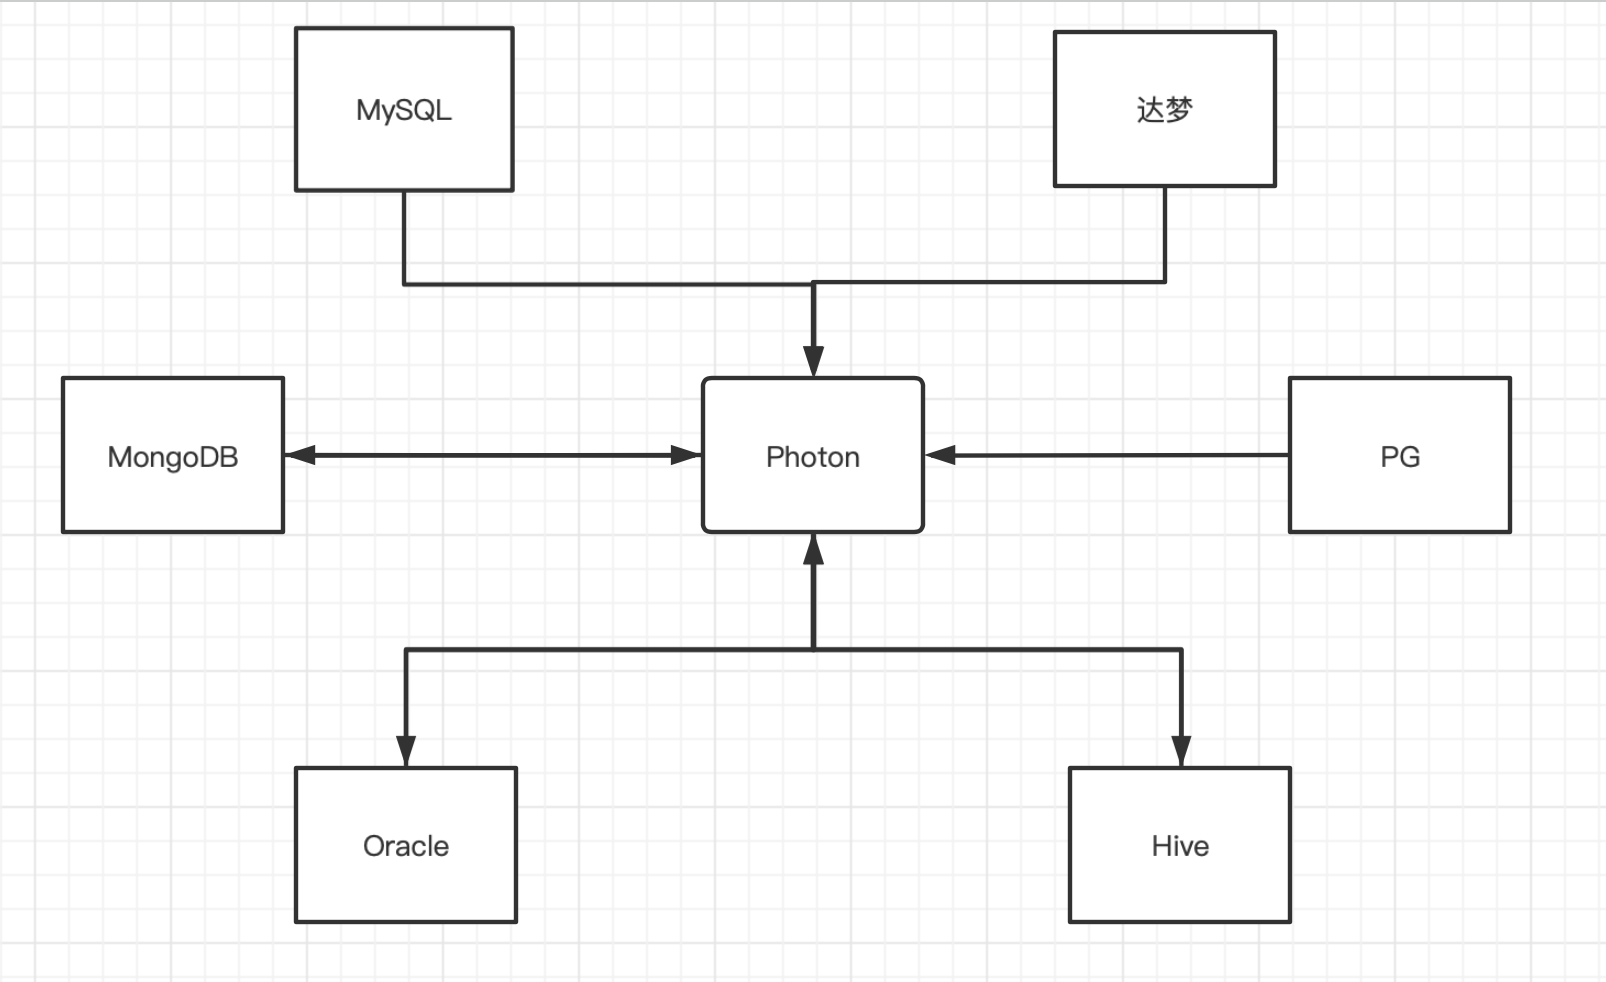 MySQL
达梦
MongoDB
Photon
PG
Oracle
Hive